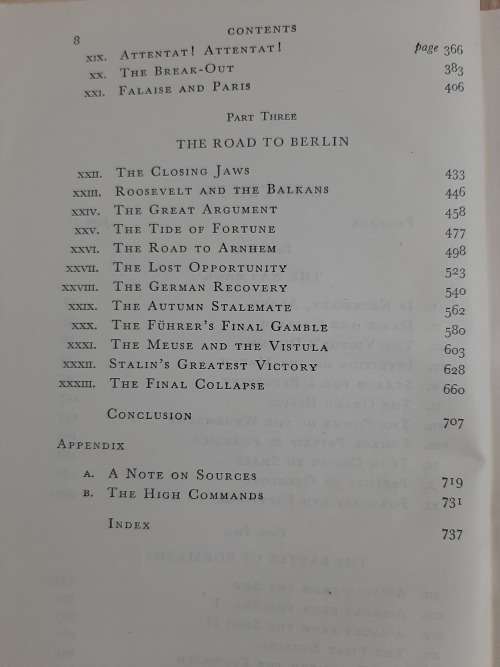 8 CONTENTS
XIX. ATTENTAT! ATTENTAT! page 366
XX. THE BREAK-OUT 383
XXI. FALAISE AND PARIS 406
PART THREE
THE ROAD TO BERLIN
XXII. THE CLOSING JAWS 433
XXIII. ROOSEVELT AND THE BALKANS 446
XXIV. THE GREAT ARGUMENT 458
XXV. THE TIDE OF FORTUNE 477
XXVI. THE ROAD TO ARNHEM 498
XXVII. THE LOST OPPORTUNITY 523
XXVIII. THE GERMAN RECOVERY 540
XXIX. THE AUTUMN STALEMATE 562
XXX. THE FÜHRER'S FINAL GAMBLE 580
XXXI. THE MEUSE AND THE VISTULA 603
XXXII. STALIN'S GREATEST VICTORY 628
XXXIII. THE FINAL COLLAPSE 660
CONCLUSION 707
APPENDIX
A. A NOTE ON SOURCES 719
B. THE HIGH COMMANDS 731
INDEX 737